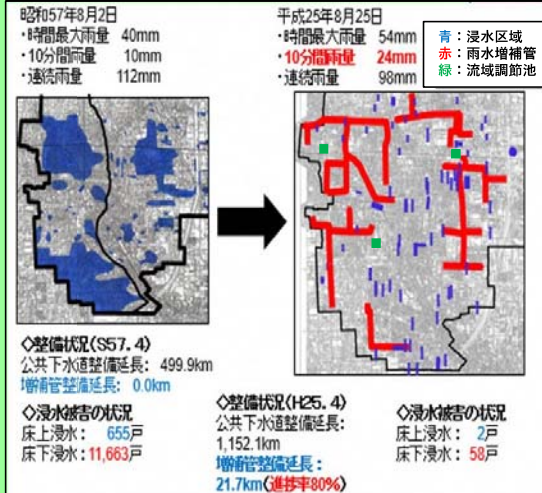 昭和57年8月2日
・時間最大雨量 40mm
・10分間雨量 10mm
・連続雨量 112mm
平成25年8月25日
・時間最大雨量 54mm
・10分間雨量 24mm
・連続雨量 98mm
青：浸水区域
赤：雨水増補管
緑：流域調節池
◇整備状況(S57.4)
公共下水道整備延長： 499.9km
増補管整備延長： 0.0km
◇浸水被害の状況
床上浸水： 655戸
床下浸水：11,663戸
◇整備状況(H25.4)
公共下水道整備延長：
1,152.1km
増補管整備延長：
21.7km(進捗率80%)
◇浸水被害の状況
床上浸水： 2戸
床下浸水： 58戸